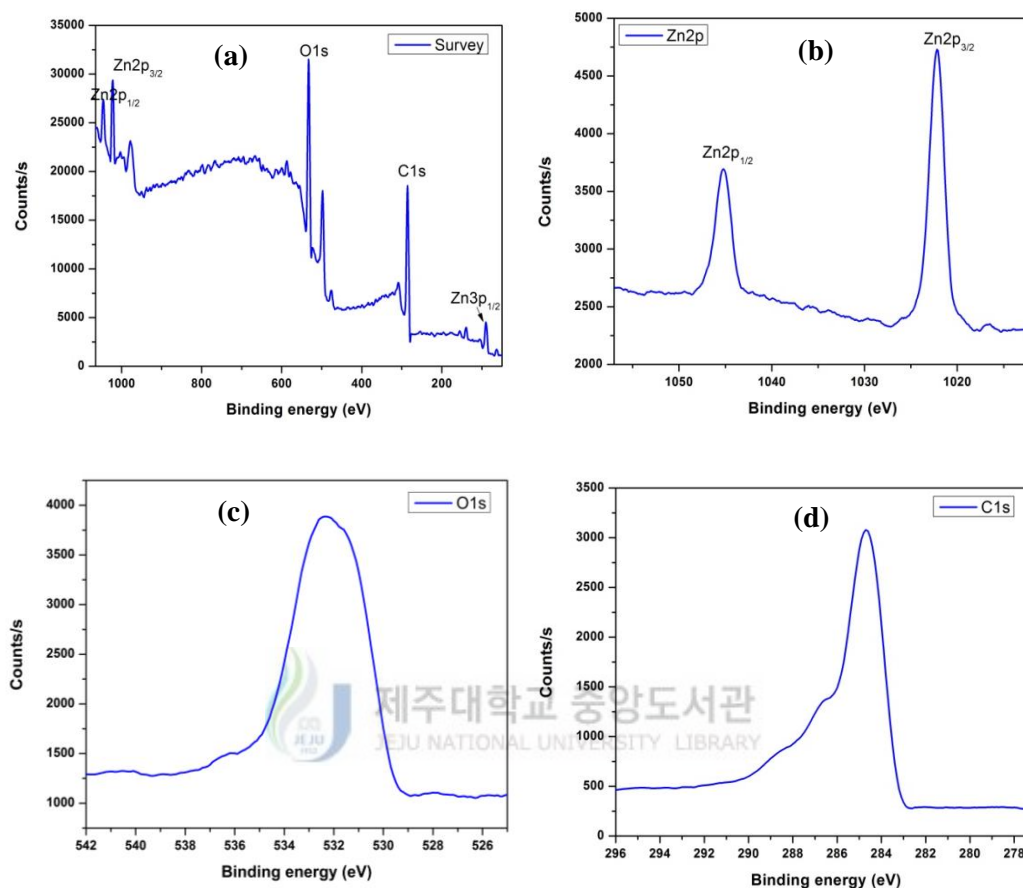 (a)
Survey
O1s
Zn2p3/2
Zn2p1/2
C1s
Zn3p1/2
35000
30000
25000
20000
15000
10000
5000
0
Counts/s
1000 800 600 400 200
Binding energy (eV)
(b)
Zn2p
Zn2p3/2
Zn2p1/2
5000
4500
4000
3500
3000
2500
2000
Counts/s
1050 1040 1030 1020
Binding energy (eV)
(c)
O1s
4000
3500
3000
2500
2000
1500
1000
Counts/s
542 540 538 536 534 532 530 528 526
Binding energy (eV)
(d)
C1s
3500
3000
2500
2000
1500
1000
500
0
Counts/s
296 294 292 290 288 286 284 282 280 278
Binding energy (eV)
제주대학교 중앙도서관
JEJU NATIONAL UNIVERSITY LIBRARY
JEJU
1952